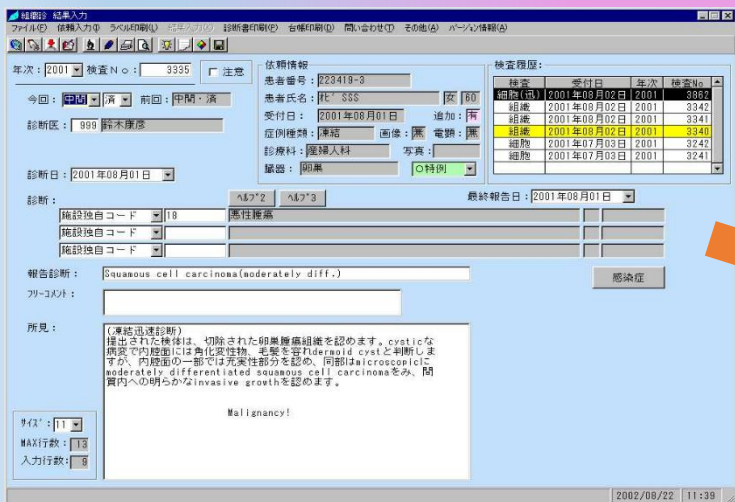 組織診 結果入力
ファイル(F) 依頼入力(I) ラベル印刷(L) 結果入力(R) 診断書印刷(P) 台帳印刷(D) 問い合わせ(T) その他(A) バージョン情報(A)
年次： 2001 検査No： 3335 注意
今回： 中間 済 前回： 中間・済
診断医： 999 鈴木康彦
診断日： 2001年08月01日
依頼情報
患者番号： 223419-3
患者氏名： SSS 女 60
受付日： 2001年08月01日 追加： 有
症例種類： 凍結 画像： 無 電顕： 無
診療科： 産婦人科 写真：
臓器： 卵巣 ○特例
検査履歴：
検査 受付日 年次 検査No
細胞(迅) 2001年08月02日 2001 3862
組織 2001年08月02日 2001 3342
組織 2001年08月02日 2001 3341
組織 2001年08月02日 2001 3340
細胞 2001年07月03日 2001 3242
細胞 2001年07月03日 2001 3241
診断： ヘルプ2 ヘルプ3 最終報告日： 2001年08月01日
施設独自コード 18 悪性腫瘍
施設独自コード
施設独自コード
報告診断： Squamous cell carcinoma(moderately diff.) 感染症
フリーコメント：
所見：
(凍結迅速診断)
提出された検体は、切除された卵巣腫瘍組織を認めます。cysticな
病変で内腔面には角化変性物、毛髪を容れdermoid cystと判断しま
すが、内腔面の一部では充実性部分を認め、同部はmicroscopicに
moderately differentiated squamous cell carcinomaをみ、間
質内への明らかなinvasive growthを認めます。
Malignancy!
サイズ： 11
MAX行数： 13
入力行数： 9
2002/08/22 11:39